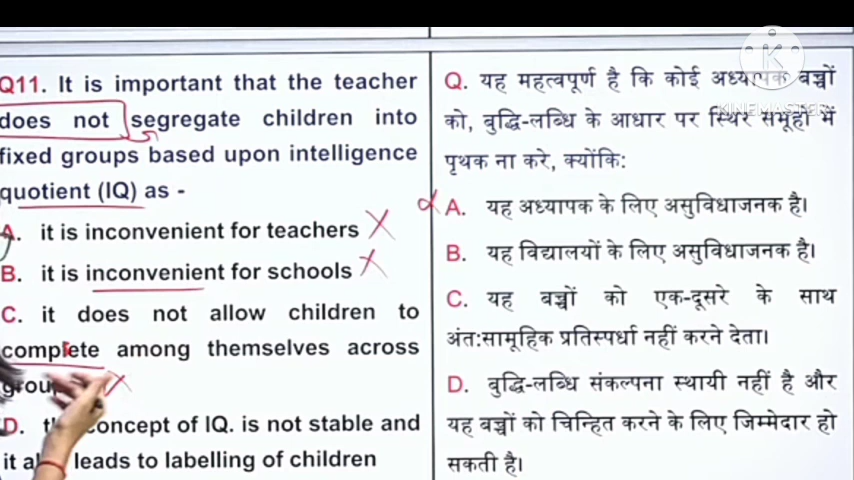 Q11. It is important that the teacher
does not segregate children into
fixed groups based upon intelligence
quotient (IQ) as -
A. it is inconvenient for teachers
B. it is inconvenient for schools
C. it does not allow children to
complete among themselves across
D. concept of IQ. is not stable and
it leads to labelling of children
Q. यह महत्वपूर्ण है कि कोई अध्यापक बच्चों
को, बुद्धि-लब्धि के आधार पर स्थिर समूहों में
पृथक ना करे, क्योंकि:
A. यह अध्यापक के लिए असुविधाजनक है।
B. यह विद्यालयों के लिए असुविधाजनक है।
C. यह बच्चों को एक-दूसरे के साथ
अंत:सामूहिक प्रतिस्पर्धा नहीं करने देता।
D. बुद्धि-लब्धि संकल्पना स्थायी नहीं है और
यह बच्चों को चिन्हित करने के लिए जिम्मेदार हो
सकती है।
KINEMASTER